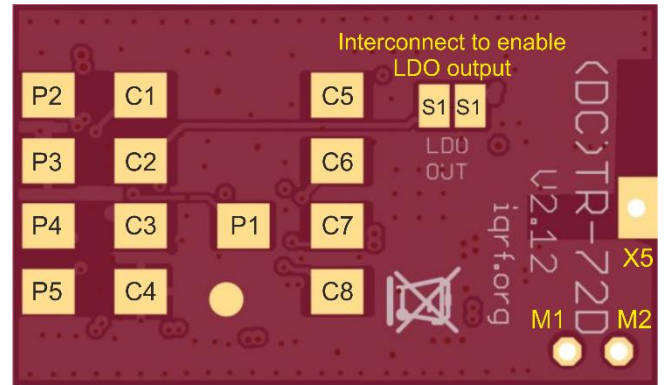 Interconnect to enable
LDO output
P2 C1 C5 S1 S1
LDO
OUT
P3 C2 C6
P4 C3 P1 C7
P5 C4 C8
iqrf.org
V2.12
(DC)TR-72D
X5
M1 M2